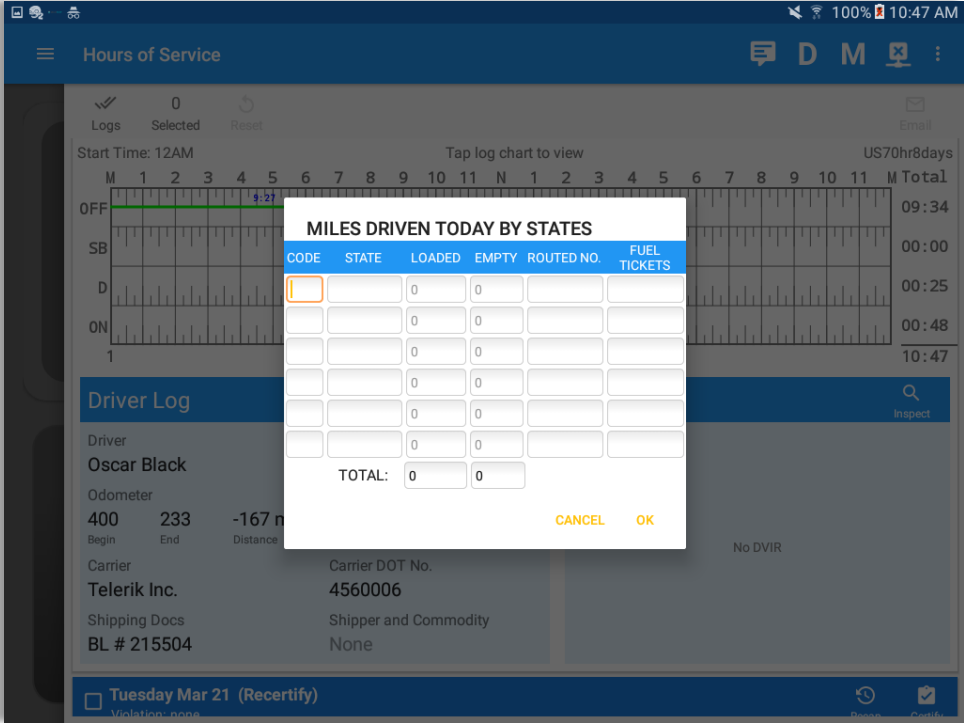 100% 10:47 AM
Hours of Service
D M
Logs
0
Selected
Reset
Email
Start Time: 12AM
Tap log chart to view
US70hr8days
M 1 2 3 4 5 6 7 8 9 10 11 N 1 2 3 4 5 6 7 8 9 10 11 M Total
9:27
OFF 09:34
SB 00:00
D 00:25
ON 00:48
1 10:47
MILES DRIVEN TODAY BY STATES
CODE STATE LOADED EMPTY ROUTED NO. FUEL TICKETS
0 0
0 0
0 0
0 0
0 0
0 0
TOTAL: 0 0
CANCEL OK
Driver Log
Inspect
Driver
Oscar Black
Odometer
400 233 -167
Begin End Distance
No DVIR
Carrier Carrier DOT No.
Telerik Inc. 4560006
Shipping Docs Shipper and Commodity
BL # 215504 None
Tuesday Mar 21 (Recertify)
Violation: none